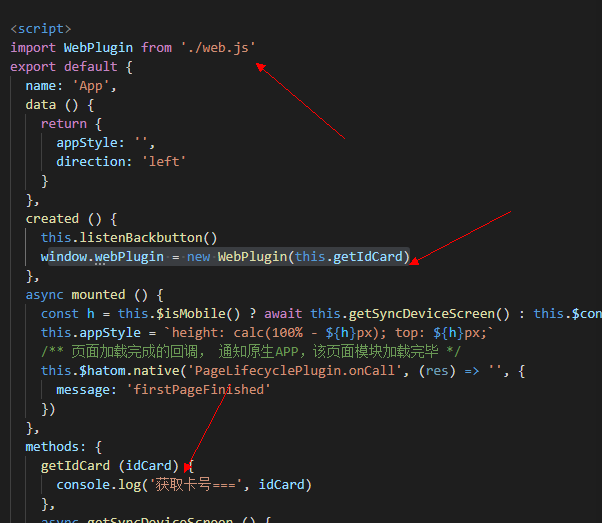 <script>
import WebPlugin from './web.js'
export default {
name: 'App',
data () {
return {
appStyle: '',
direction: 'left'
}
},
created () {
this.listenBackbutton()
window.webPlugin = new WebPlugin(this.getIdCard)
},
async mounted () {
const h = this.$isMobile() ? await this.getSyncDeviceScreen() : this.$con
this.appStyle = `height: calc(100% - ${h}px); top: ${h}px;`
/** 页面加载完成的回调, 通知原生APP,该页面模块加载完毕 */
this.$hatom.native('PageLifecyclePlugin.onCall', (res) => '', {
message: 'firstPageFinished'
})
},
methods: {
getIdCard (idCard) {
console.log('获取卡号===', idCard)
},
async getSyncDeviceScreen () {